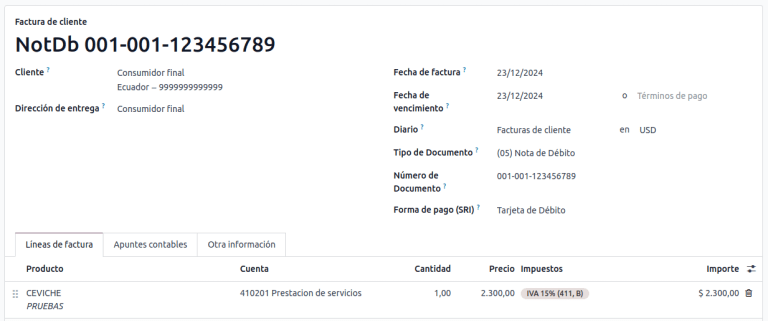 Factura de cliente
NotDb 001-001-123456789
Cliente ? Consumidor final
Ecuador – 9999999999999
Dirección de entrega ? Consumidor final
Fecha de factura ? 23/12/2024
Fecha de vencimiento ? 23/12/2024 o Términos de pago
Diario ? Facturas de cliente en USD
Tipo de Documento ? (05) Nota de Débito
Número de Documento ? 001-001-123456789
Forma de pago (SRI) ? Tarjeta de Débito
Líneas de factura Apuntes contables Otra información
Producto Cuenta Cantidad Precio Impuestos Importe
CEVICHE 410201 Prestacion de servicios 1,00 2.300,00 IVA 15% (411, B) $ 2.300,00
PRUEBAS